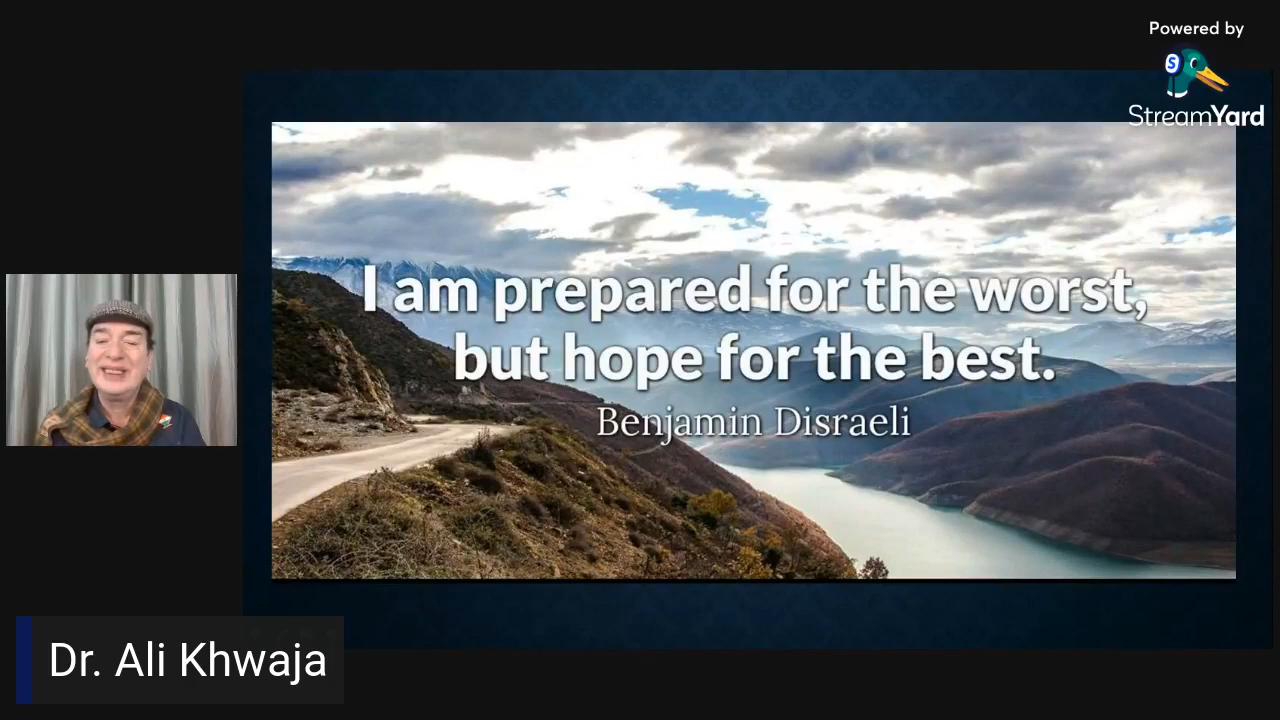 Powered by
S
StreamYard
I am prepared for the worst,
but hope for the best.
Benjamin Disraeli
Dr. Ali Khwaja